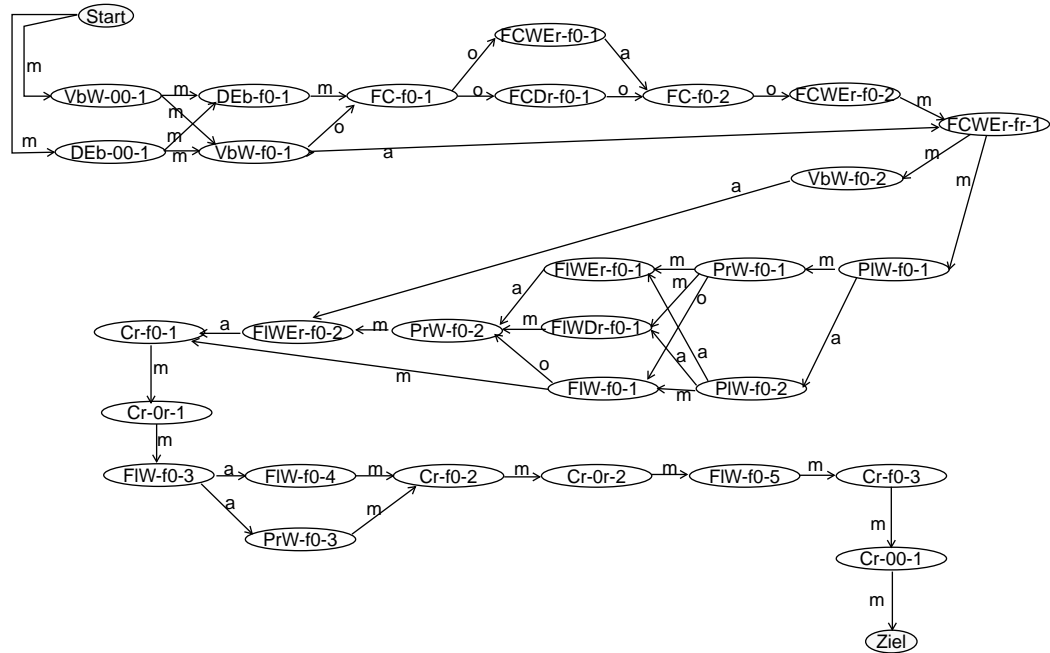 Start
m
m
o
FCWEr-f0-1
a
VbW-00-1
m
DEb-f0-1
m
FC-f0-1
o
FCDr-f0-1
o
FC-f0-2
o
FCWEr-f0-2
m
FCWEr-fr-1
m
m
o
DEb-00-1
m
VbW-f0-1
a
m
m
VbW-f0-2
a
FlWEr-f0-1
m
PrW-f0-1
m
PlW-f0-1
a
m
o
Cr-f0-1
a
FlWEr-f0-2
m
PrW-f0-2
m
FlWDr-f0-1
a
a
a
o
m
m
FlW-f0-1
m
PlW-f0-2
Cr-0r-1
m
FlW-f0-3
a
FlW-f0-4
m
Cr-f0-2
m
Cr-0r-2
m
FlW-f0-5
m
Cr-f0-3
a
m
PrW-f0-3
m
Cr-00-1
m
Ziel